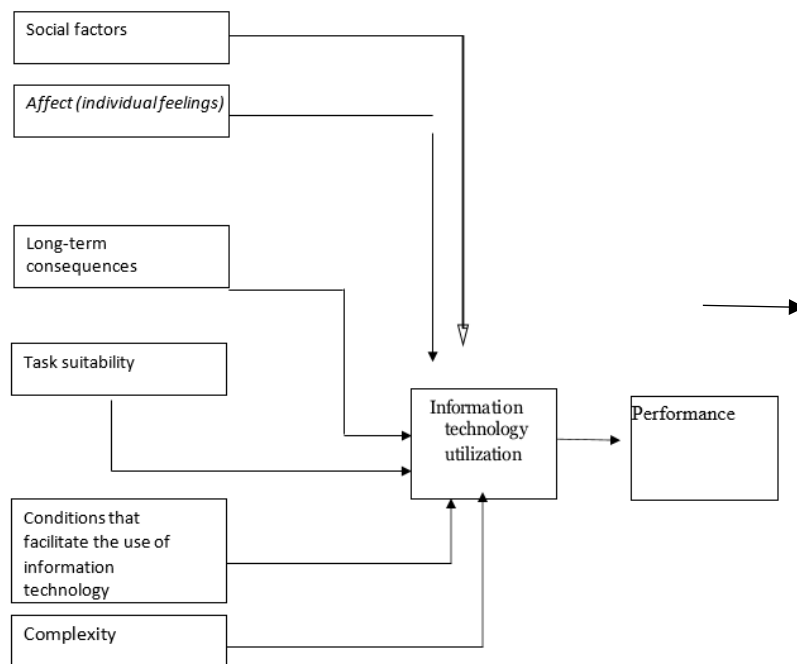 Social factors
Affect (individual feelings)
Long-term
consequences
Task suitability
Information
technology
utilization
Performance
Conditions that
facilitate the use of
information
technology
Complexity